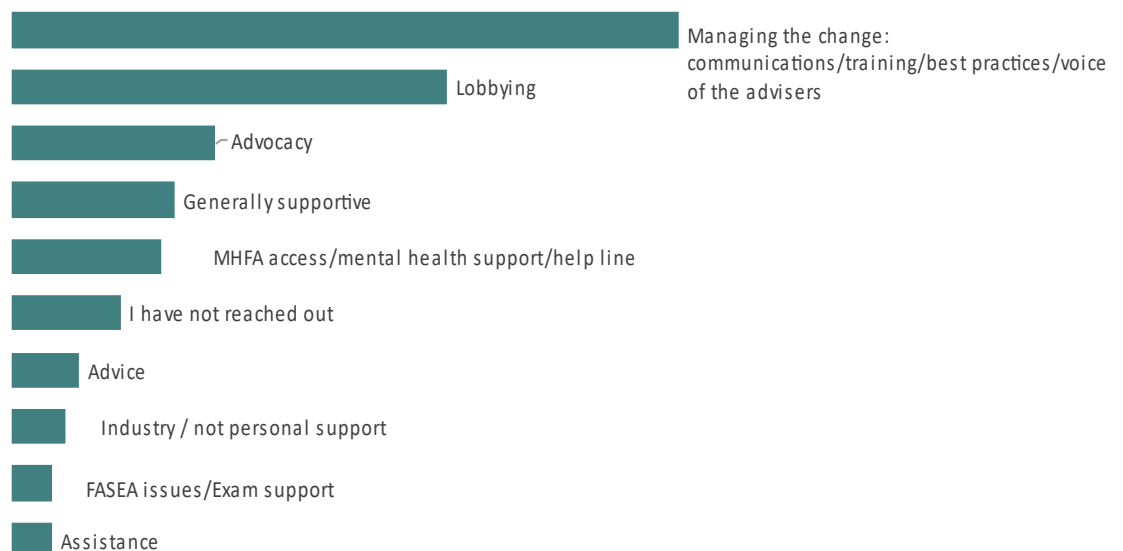 Managing the change:
communications/training/best practices/voice
of the advisers
Lobbying
Advocacy
Generally supportive
MHFA access/mental health support/help line
I have not reached out
Advice
Industry / not personal support
FASEA issues/Exam support
Assistance